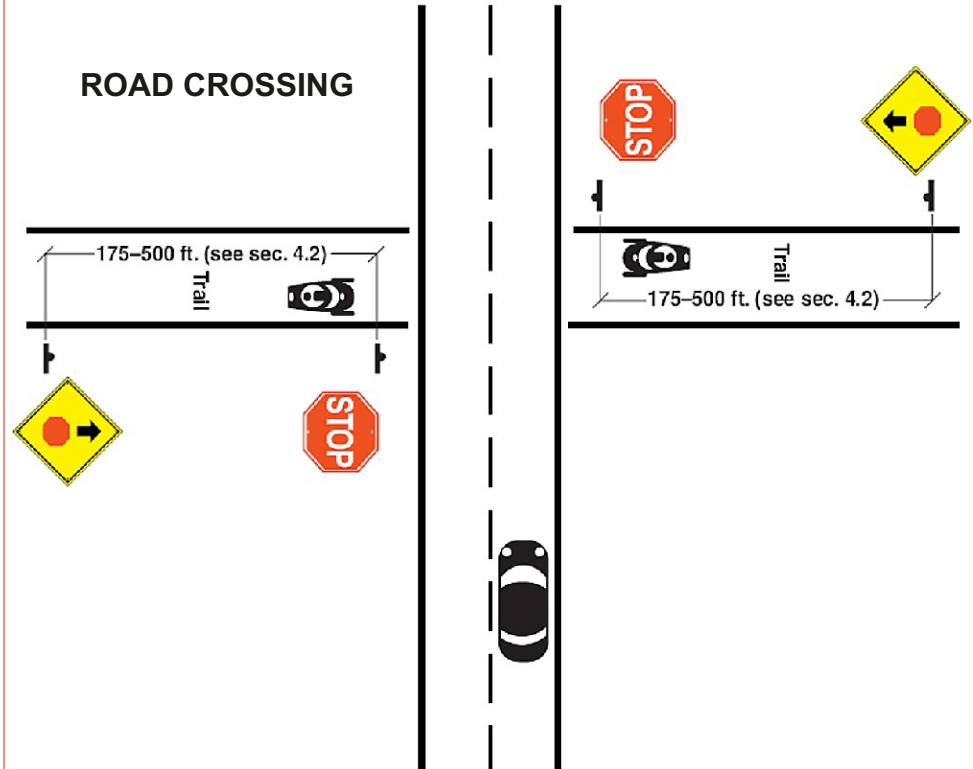 ROAD CROSSING
STOP
175–500 ft. (see sec. 4.2)
Trail
Trail
175–500 ft. (see sec. 4.2)
STOP